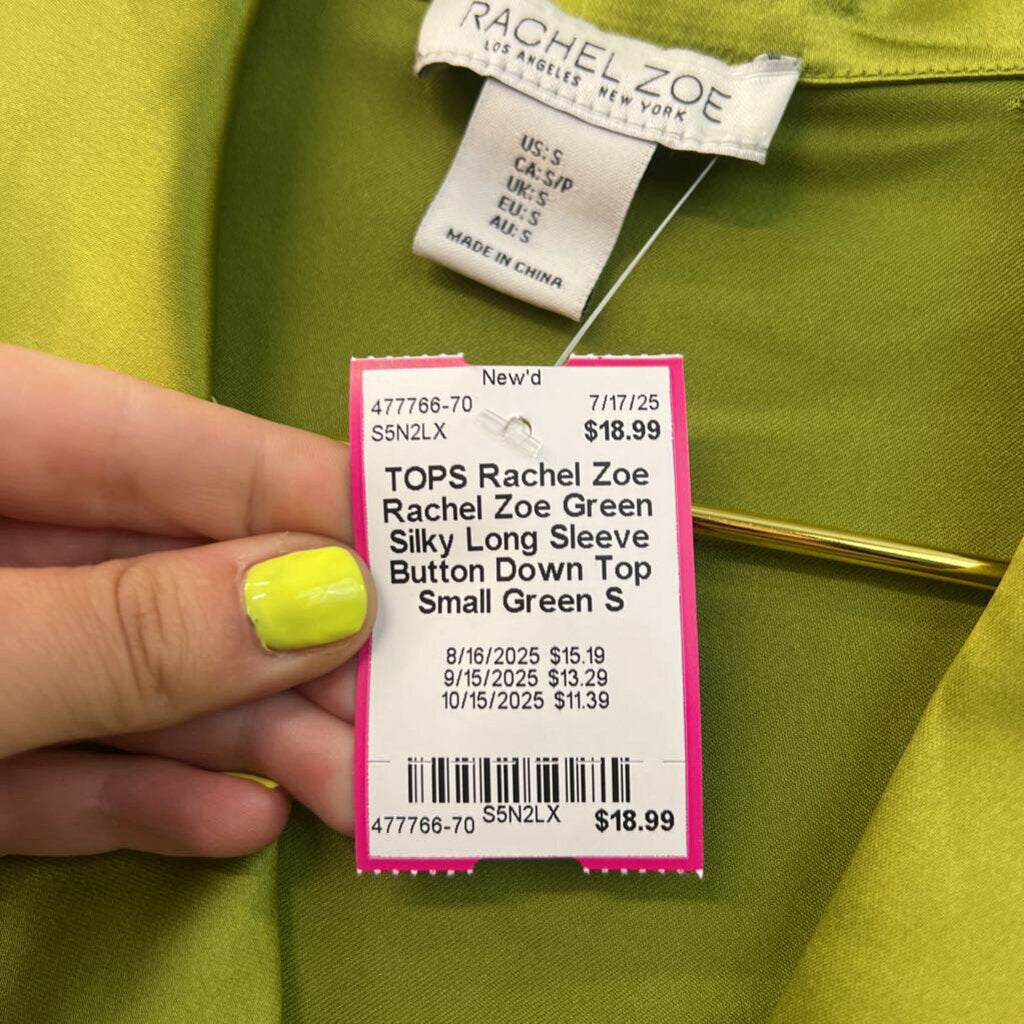 RACHEL ZOE
LOS ANGELES NEW YORK
US: S
CA: S/P
UK: S
EU: S
AU: S
MADE IN CHINA
New'd
477766-70 7/17/25
S5N2LX $18.99
TOPS Rachel Zoe
Rachel Zoe Green
Silky Long Sleeve
Button Down Top
Small Green S
8/16/2025 $15.19
9/15/2025 $13.29
10/15/2025 $11.39
477766-70 S5N2LX $18.99